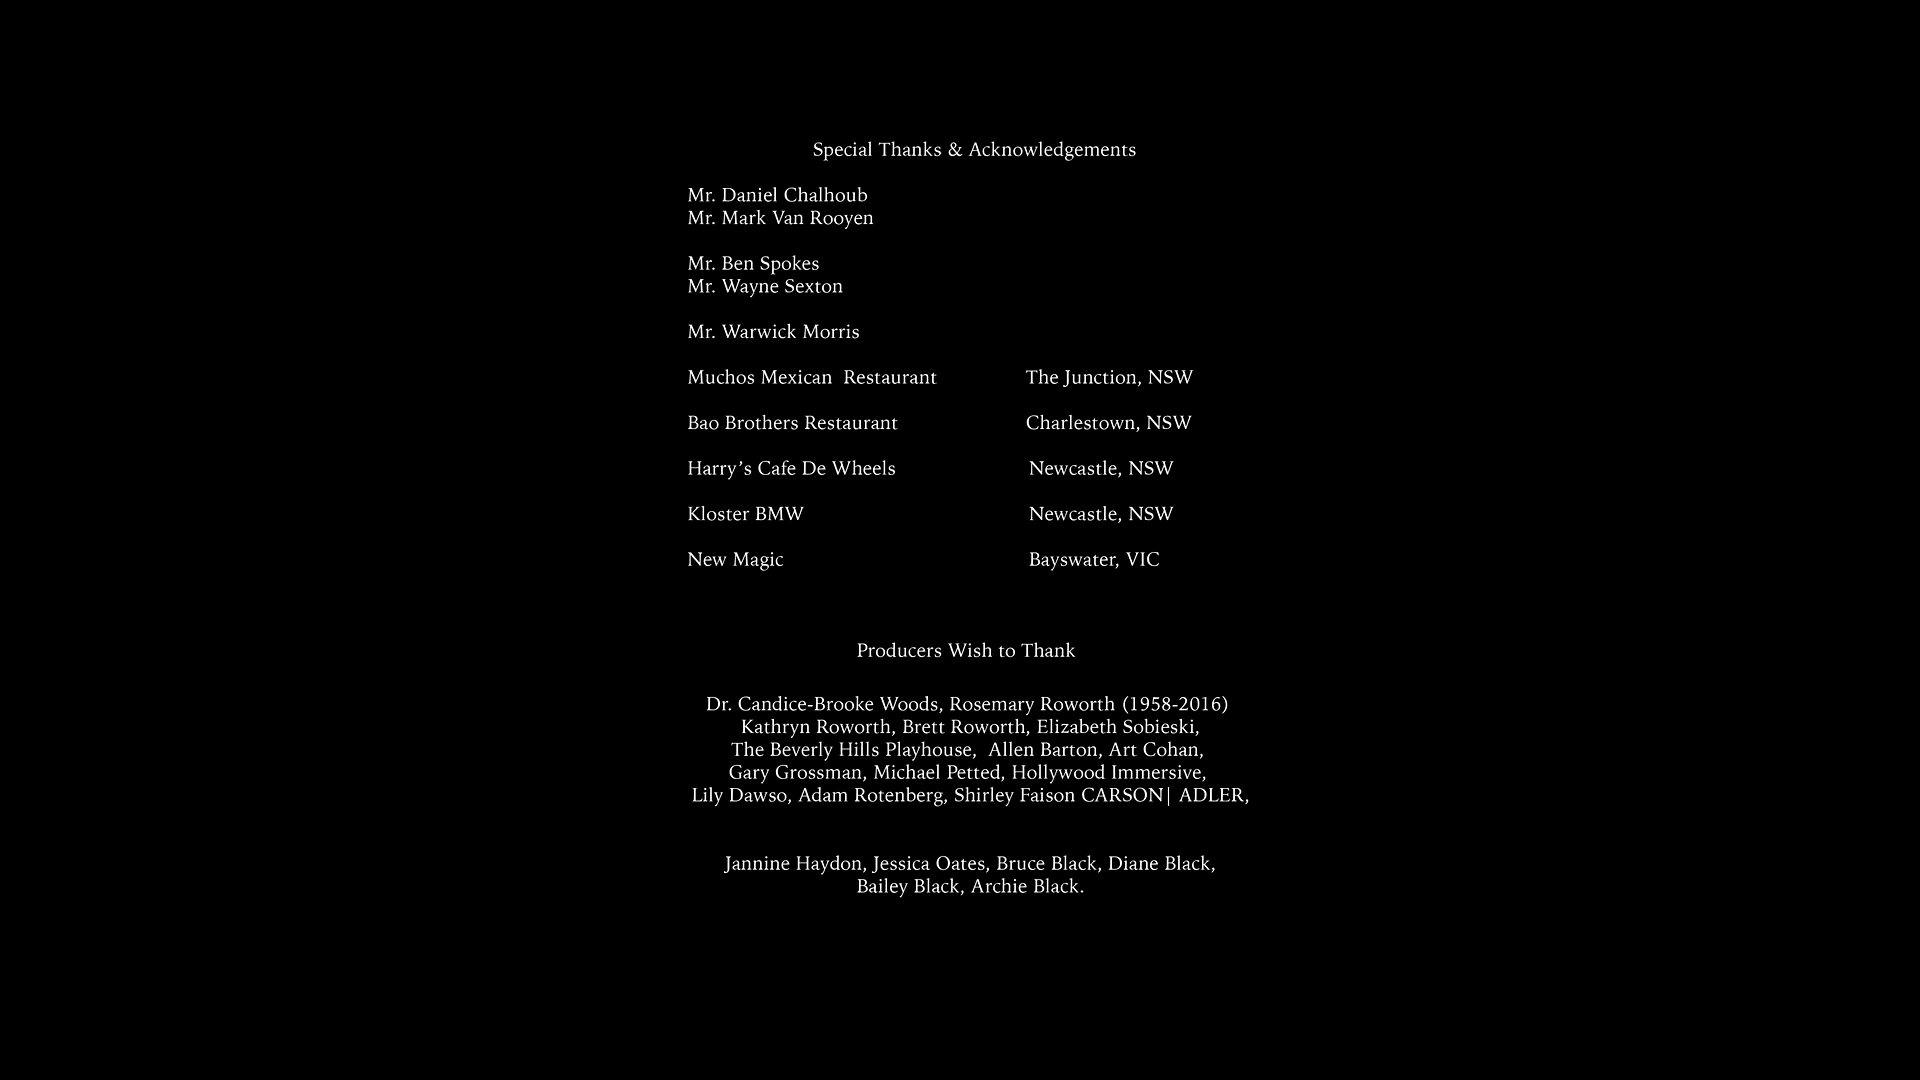 Special Thanks & Acknowledgements
Mr. Daniel Chalhoub
Mr. Mark Van Rooyen
Mr. Ben Spokes
Mr. Wayne Sexton
Mr. Warwick Morris
Muchos Mexican  Restaurant The Junction, NSW
Bao Brothers Restaurant Charlestown, NSW
Harry’s Cafe De Wheels Newcastle, NSW
Kloster BMW Newcastle, NSW
New Magic Bayswater, VIC
Producers Wish to Thank
Dr. Candice-Brooke Woods, Rosemary Roworth (1958-2016)
Kathryn Roworth, Brett Roworth, Elizabeth Sobieski,
The Beverly Hills Playhouse,  Allen Barton, Art Cohan,
Gary Grossman, Michael Petted, Hollywood Immersive,
Lily Dawso, Adam Rotenberg, Shirley Faison CARSON| ADLER,
Jannine Haydon, Jessica Oates, Bruce Black, Diane Black,
Bailey Black, Archie Black.